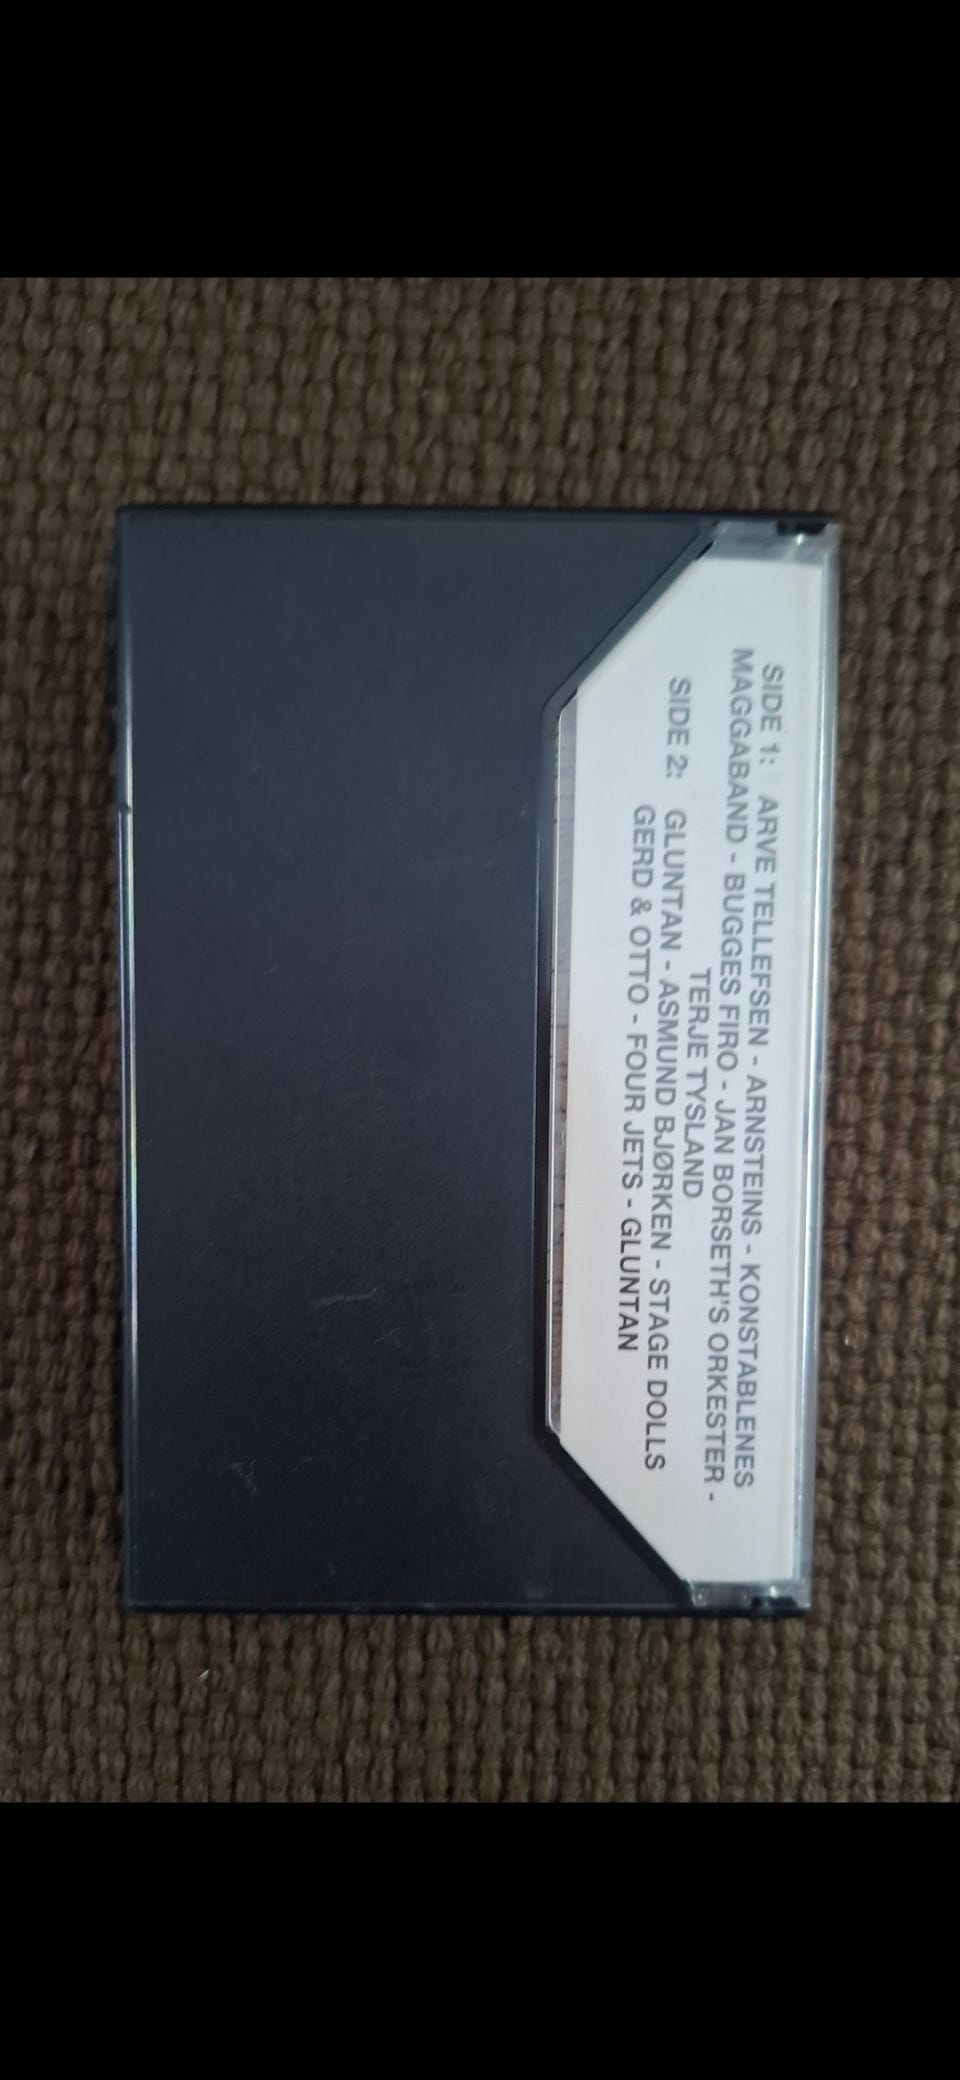 SIDE 1: ARVE TELLEFSEN - ARNSTEINS - KONSTABLENES
MAGGABAND - BUGGES FIRO - JAN BORSETH'S ORKESTER -
TERJE TYSLAND
SIDE 2: GLUNTAN - ASMUND BJØRKEN - STAGE DOLLS
GERD & OTTO - FOUR JETS - GLUNTAN